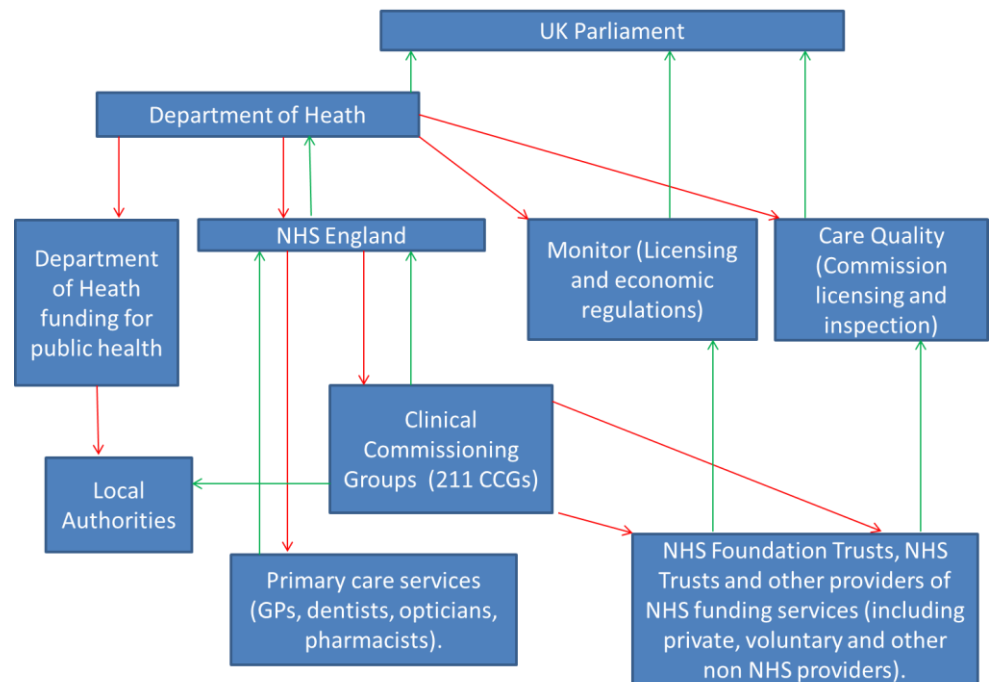 UK Parliament
Department of Heath
Department
of Heath
funding for
public health
NHS England
Monitor (Licensing
and economic
regulations)
Care Quality
(Commission
licensing and
inspection)
Clinical
Commissioning
Groups  (211 CCGs)
Local
Authorities
Primary care services
(GPs, dentists, opticians,
pharmacists).
NHS Foundation Trusts, NHS
Trusts and other providers of
NHS funding services (including
private, voluntary and other
non NHS providers).